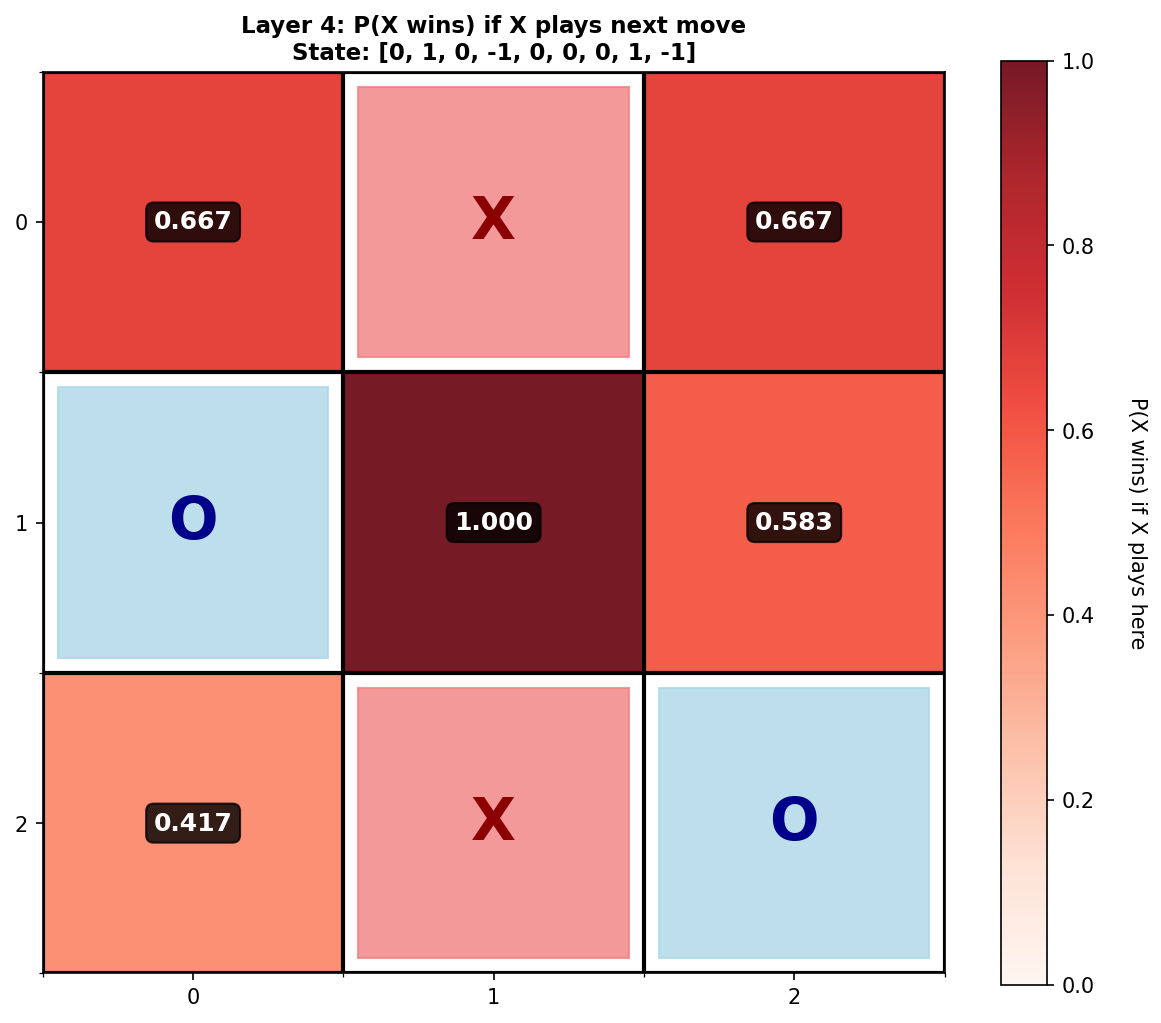 Layer 4: P(X wins) if X plays next move
State: [0, 1, 0, -1, 0, 0, 0, 1, -1]
0.667
X
0.667
O
1.000
0.583
0.417
X
O
0
1
2
0
1
2
1.0
0.8
0.6
0.4
0.2
0.0
P(X wins) if X plays here